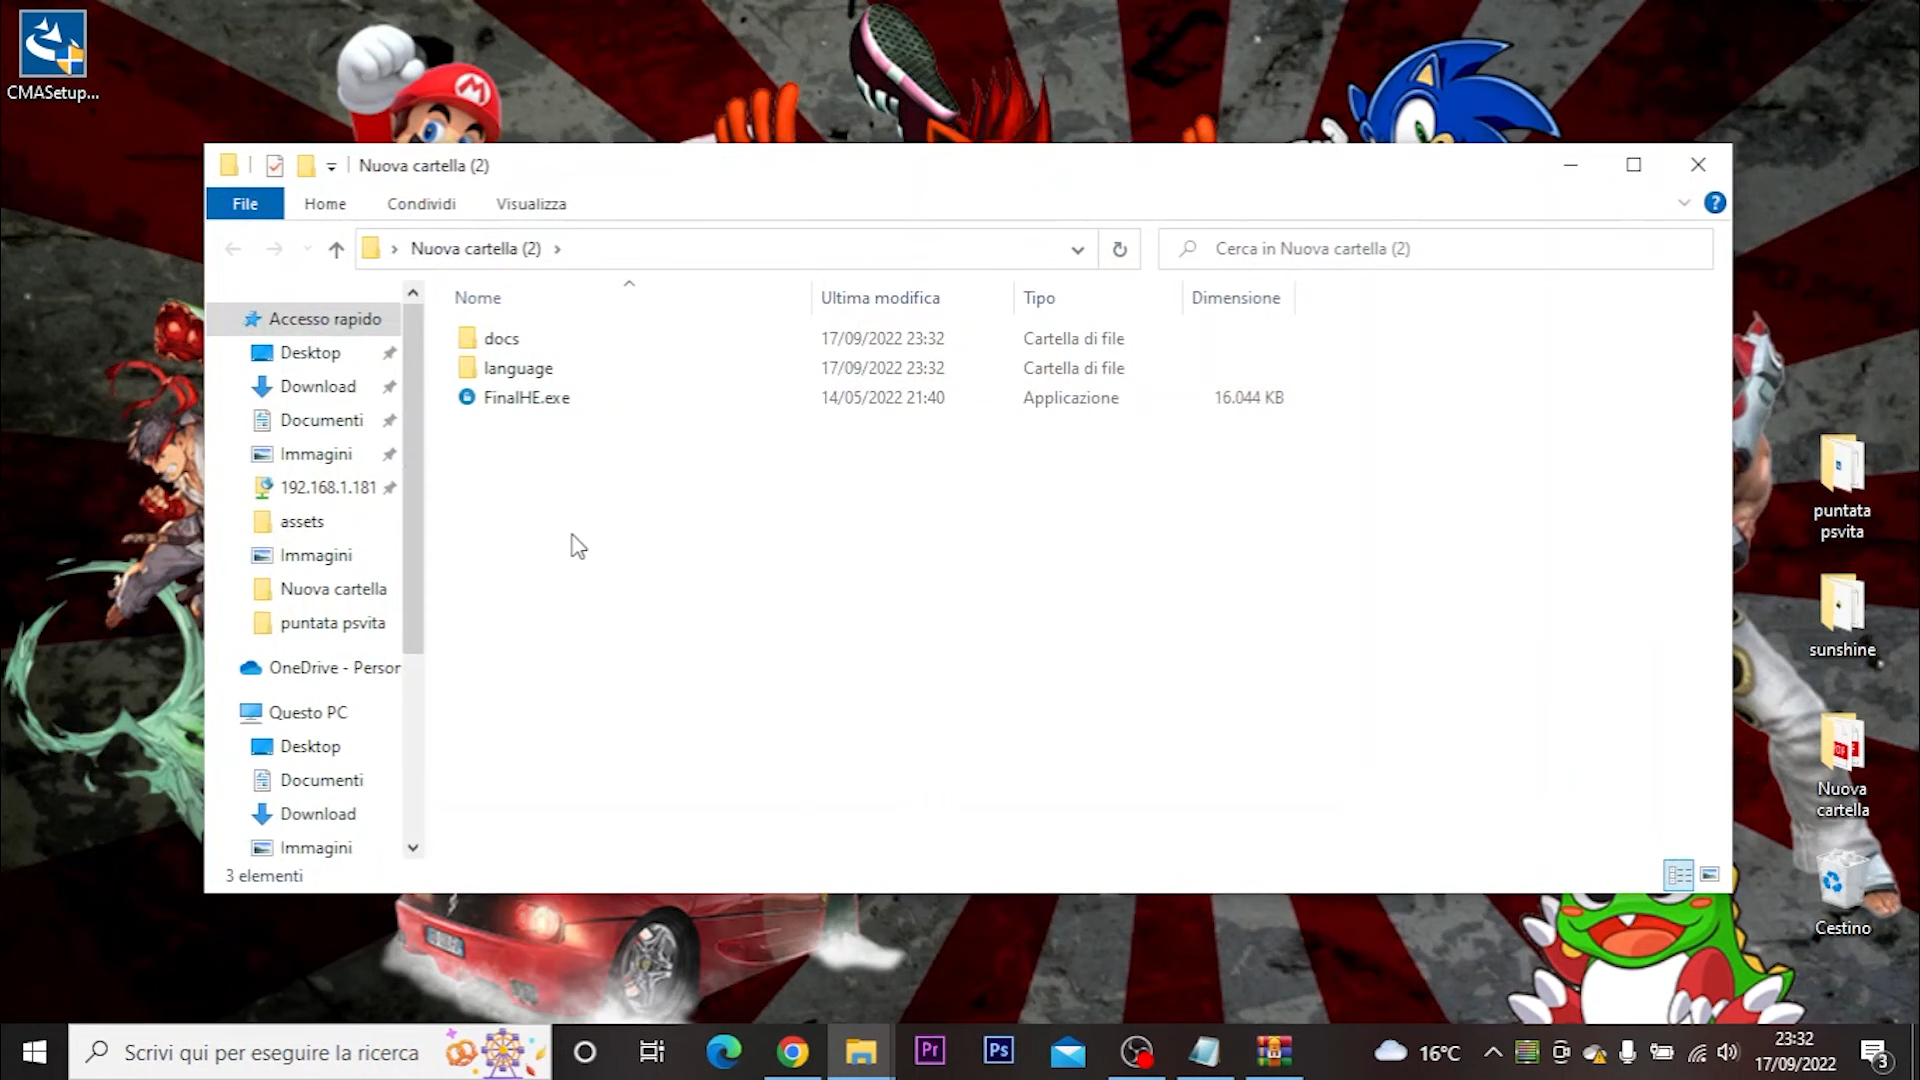 CMASetup...
Nuova cartella (2)
File
Home
Condividi
Visualizza
?
Nuova cartella (2)
Cerca in Nuova cartella (2)
Nome
Ultima modifica
Tipo
Dimensione
docs
17/09/2022 23:32
Cartella di file
language
17/09/2022 23:32
Cartella di file
FinalHE.exe
14/05/2022 21:40
Applicazione
16.044 KB
Accesso rapido
Desktop
Download
Documenti
Immagini
192.168.1.181
assets
Immagini
Nuova cartella
puntata psvita
OneDrive - Person
Questo PC
Desktop
Documenti
Download
Immagini
3 elementi
puntata
psvita
sunshine
Nuova
cartella
Cestino
Scrivi qui per eseguire la ricerca
Pr
Ps
16°C
23:32
17/09/2022
3